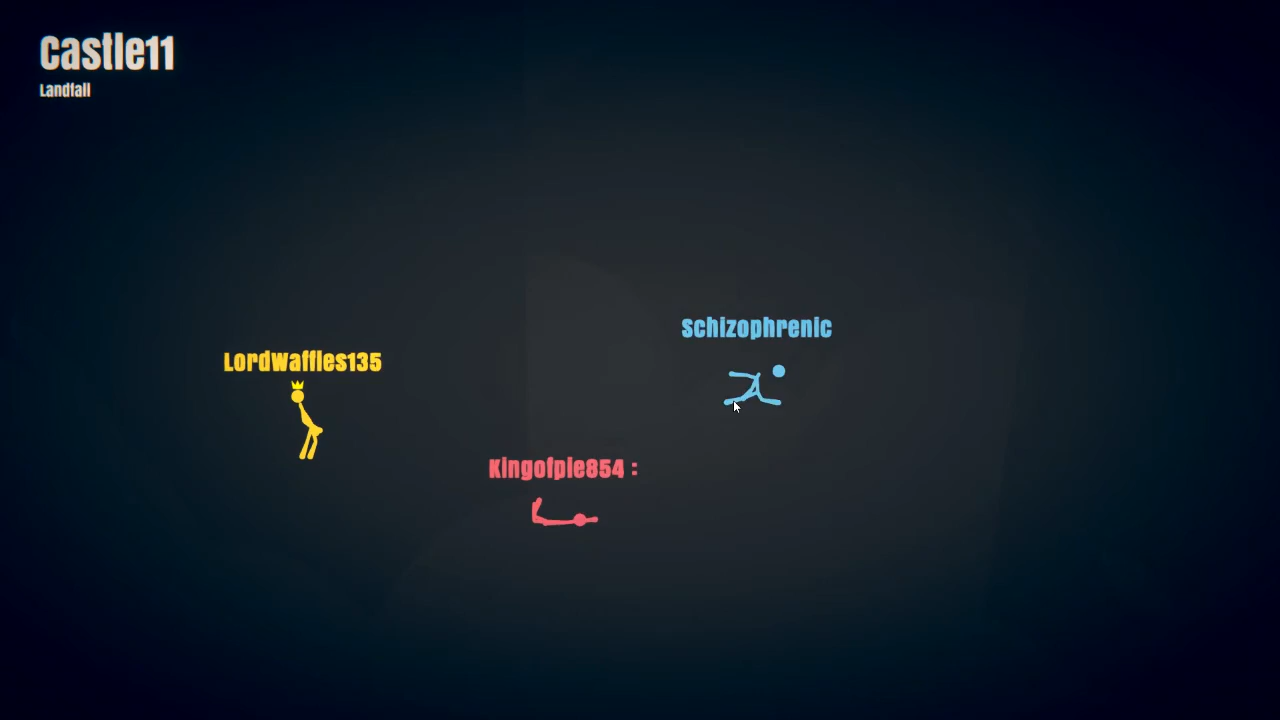 Castle11
Landfall
schizophrenic
Lordwaffles135
Kingofpie854 :